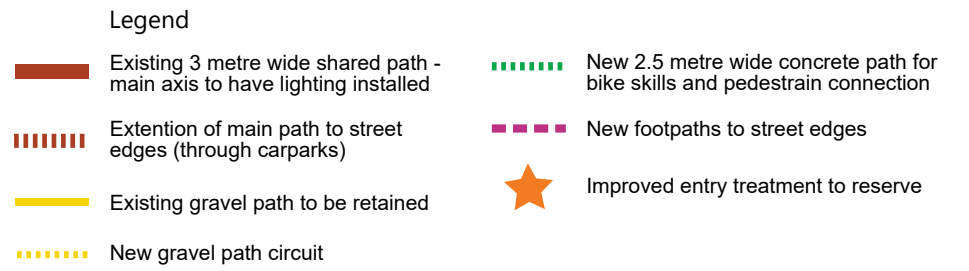 Legend
Existing 3 metre wide shared path -
main axis to have lighting installed
Extention of main path to street
edges (through carparks)
Existing gravel path to be retained
New gravel path circuit
New 2.5 metre wide concrete path for
bike skills and pedestrain connection
New footpaths to street edges
Improved entry treatment to reserve